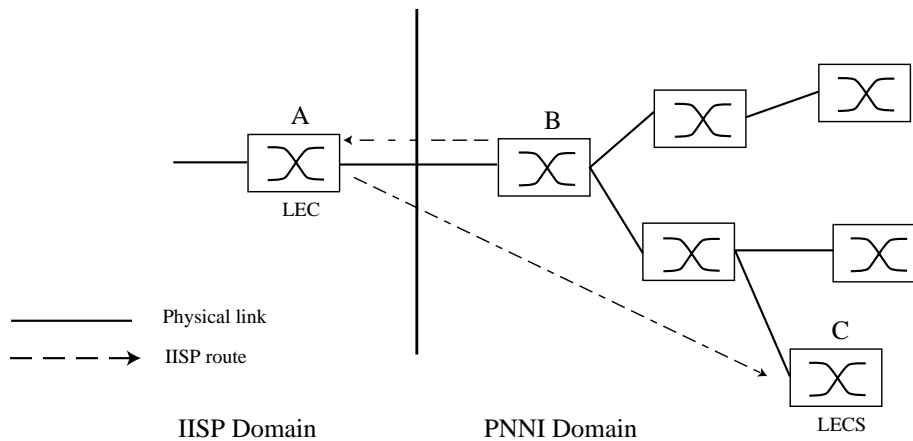 A
B
LEC
C
LECS
Physical link
IISP route
IISP Domain
PNNI Domain